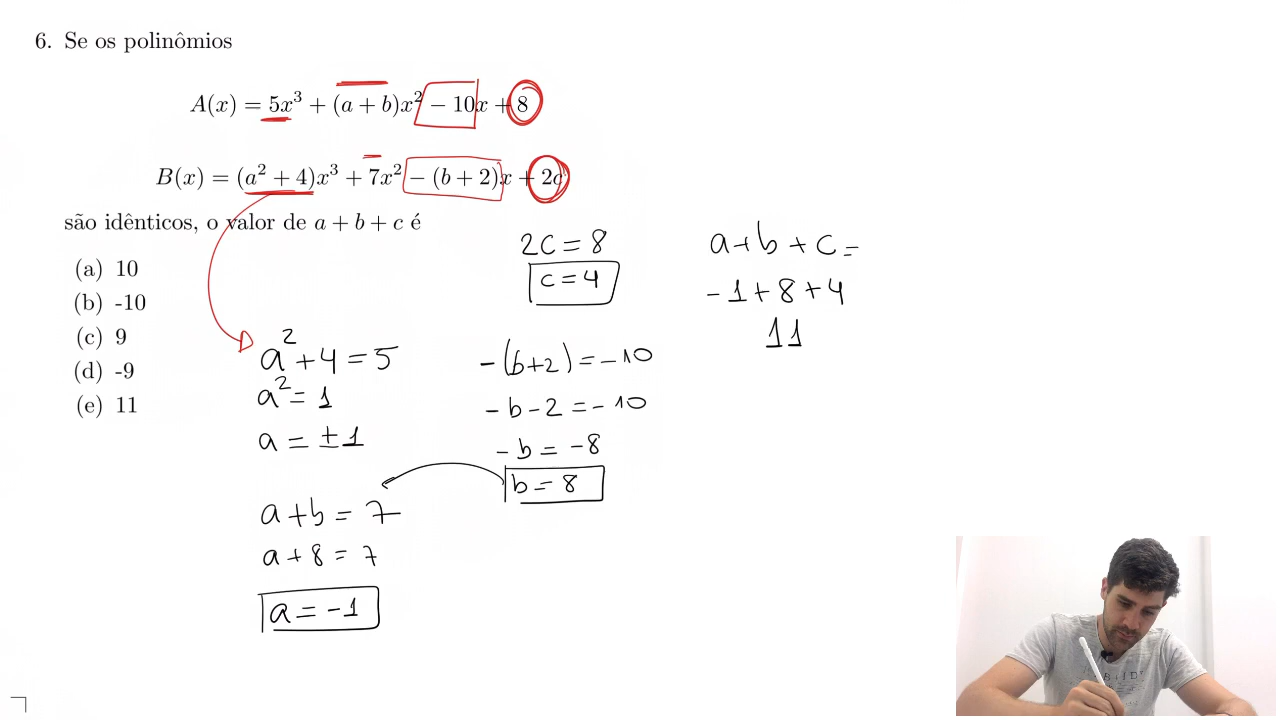 6. Se os polinômios
A(x) = 5x³ + (a + b)x² − 10x + 8
B(x) = (a² + 4)x³ + 7x² − (b + 2)x + 2c
são idênticos, o valor de a + b + c é
(a) 10
(b) -10
(c) 9
(d) -9
(e) 11
a² + 4 = 5
a² = 1
a = ±1
a + b = 7
a + 8 = 7
a = −1
2c = 8
c = 4
−(b+2) = −10
−b − 2 = −10
−b = −8
b = 8
a + b + c =
−1 + 8 + 4
11